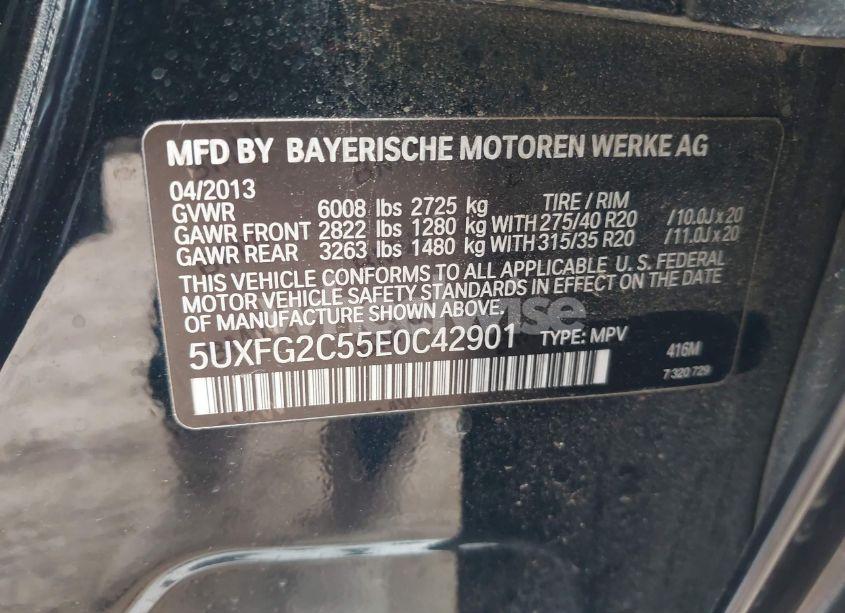 MFD BY BAYERISCHE MOTOREN WERKE AG
04/2013 TIRE / RIM
GVWR 6008 lbs 2725 kg
GAWR FRONT 2822 lbs 1280 kg WITH 275/40 R20 /10.0J x 20
GAWR REAR 3263 lbs 1480 kg WITH 315/35 R20 /11.0J x 20
THIS VEHICLE CONFORMS TO ALL APPLICABLE U. S. FEDERAL
MOTOR VEHICLE SAFETY STANDARDS IN EFFECT ON THE DATE
OF MANUFACTURE SHOWN ABOVE.
5UXFG2C55E0C42901 TYPE: MPV 416M
7 320 729